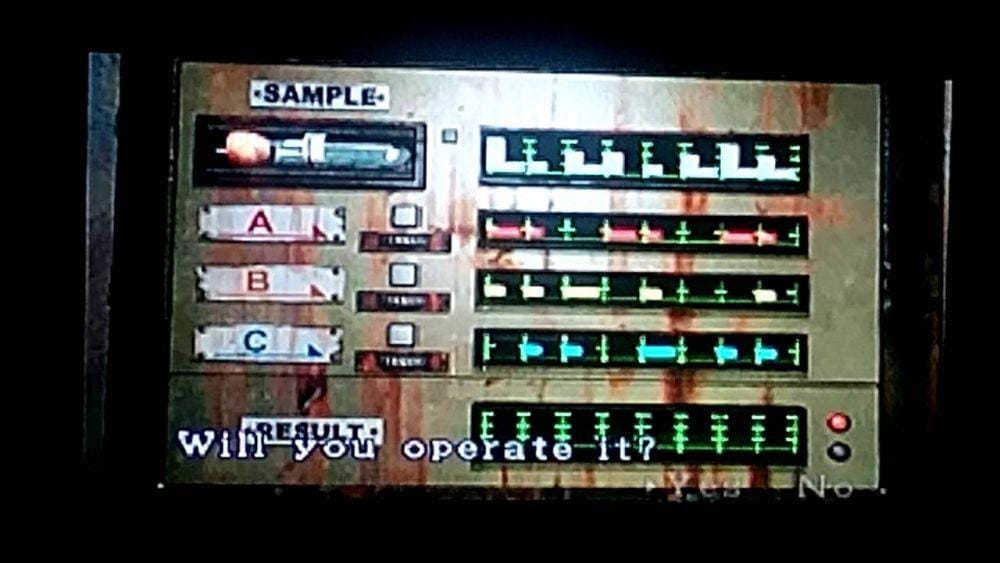 ·SAMPLE·
A
B
C
·RESULT·
Will you operate it?
Yes No